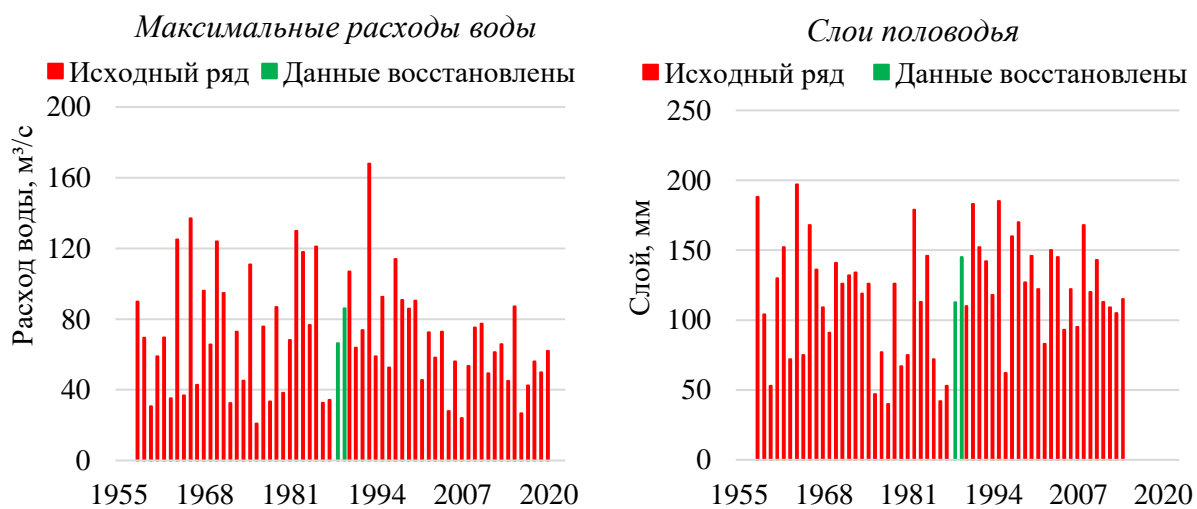 Максимальные расходы воды
Исходный ряд Данные восстановлены
Расход воды, м³/с
200
160
120
80
40
0
1955 1968 1981 1994 2007 2020
Слои половодья
Исходный ряд Данные восстановлены
Слой, мм
250
200
150
100
50
0
1955 1968 1981 1994 2007 2020